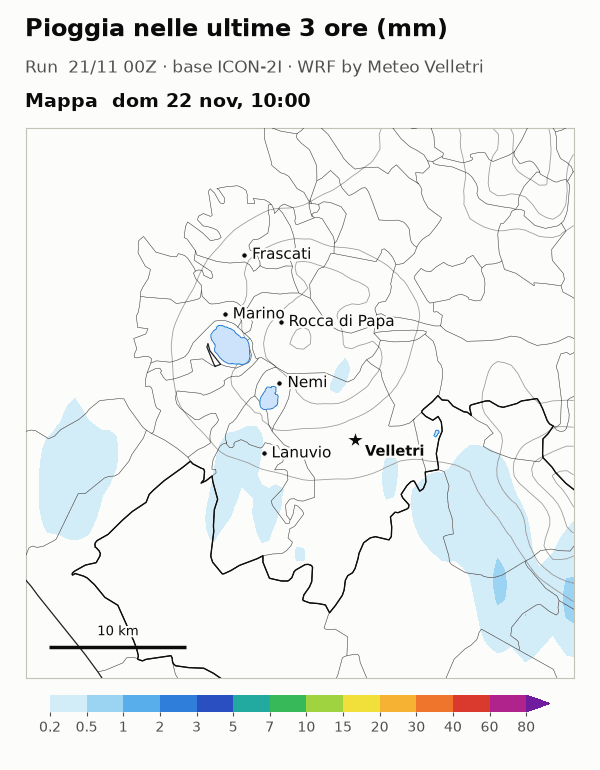 Pioggia nelle ultime 3 ore (mm)
Run  21/11 00Z · base ICON-2I · WRF by Meteo Velletri
Mappa  dom 22 nov, 10:00
Frascati
Marino
Rocca di Papa
Nemi
Velletri
Lanuvio
10 km
0.2 0.5 1 2 3 5 7 10 15 20 30 40 60 80